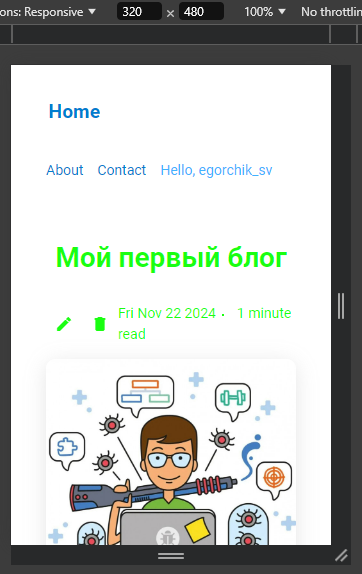 ons: Responsive 320 × 480 100% No throttlin
Home
About Contact Hello, egorchik_sv
Мой первый блог
Fri Nov 22 2024 • 1 minute
read